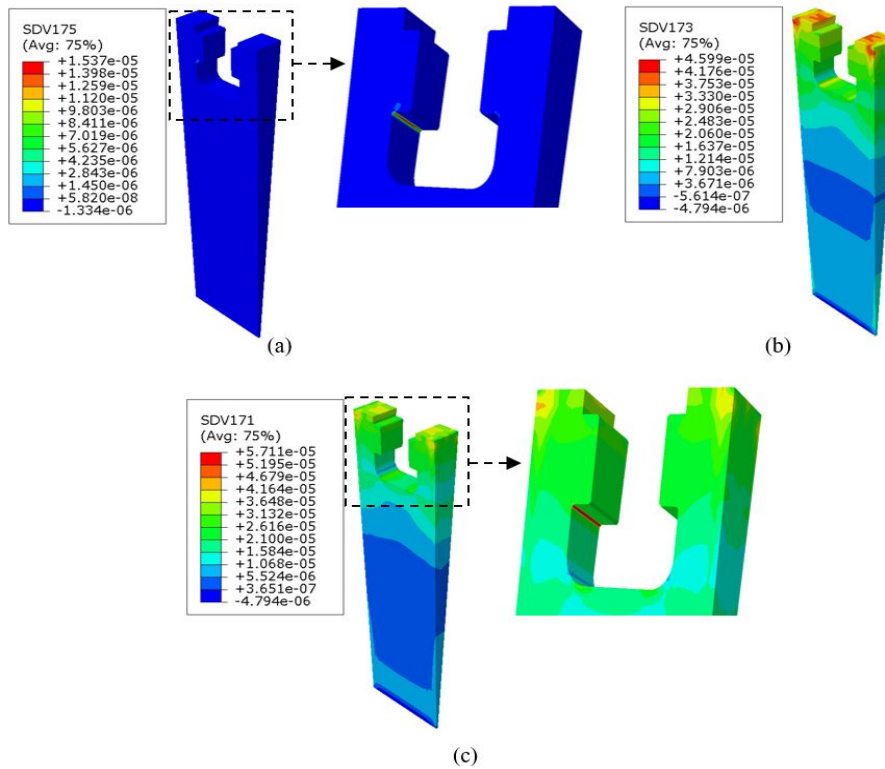 SDV175
(Avg: 75%)
+1.537e-05
+1.398e-05
+1.259e-05
+1.120e-05
+9.803e-06
+8.411e-06
+7.019e-06
+5.627e-06
+4.235e-06
+2.843e-06
+1.450e-06
+5.820e-08
-1.334e-06
(a)
SDV173
(Avg: 75%)
+4.599e-05
+4.176e-05
+3.753e-05
+3.330e-05
+2.906e-05
+2.483e-05
+2.060e-05
+1.637e-05
+1.214e-05
+7.903e-06
+3.671e-06
-5.614e-07
-4.794e-06
(b)
SDV171
(Avg: 75%)
+5.711e-05
+5.195e-05
+4.679e-05
+4.164e-05
+3.648e-05
+3.132e-05
+2.616e-05
+2.100e-05
+1.584e-05
+1.068e-05
+5.524e-06
+3.651e-07
-4.794e-06
(c)